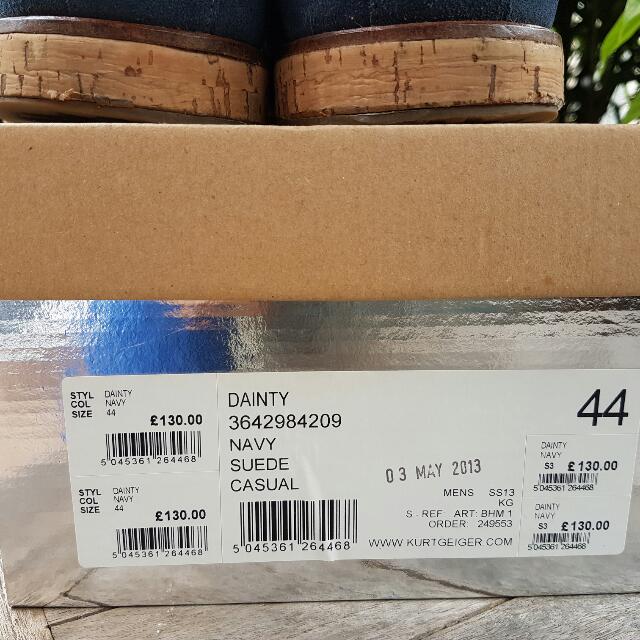 STYL DAINTY
COL NAVY
SIZE 44
£130.00
5 045361 264468
STYL DAINTY
COL NAVY
SIZE 44
£130.00
5 045361 264468
DAINTY
3642984209
NAVY
SUEDE
CASUAL
5 045361 264468
03 MAY 2013
MENS SS13
KG
S - REF ART: BHM 1
ORDER: 249553
WWW.KURTGEIGER.COM
44
DAINTY
NAVY
S3 £130.00
5 045361 264468
DAINTY
NAVY
S3 £130.00
5 045361 264468